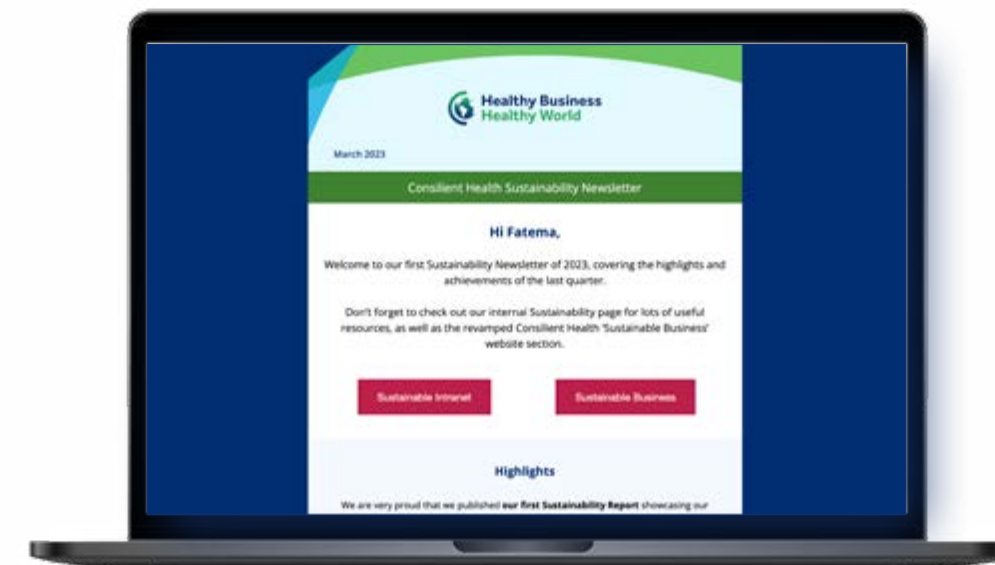 Healthy Business
Healthy World
March 2023
Consilient Health Sustainability Newsletter
Hi Fatema,
Welcome to our first Sustainability Newsletter of 2023, covering the highlights and
achievements of the last quarter.
Don't forget to check out our internal Sustainability page for lots of useful
resources, as well as the revamped Consilient Health 'Sustainable Business'
website section.
Sustainable Intranet
Sustainable Business
Highlights
We are very proud that we published our first Sustainability Report showcasing our